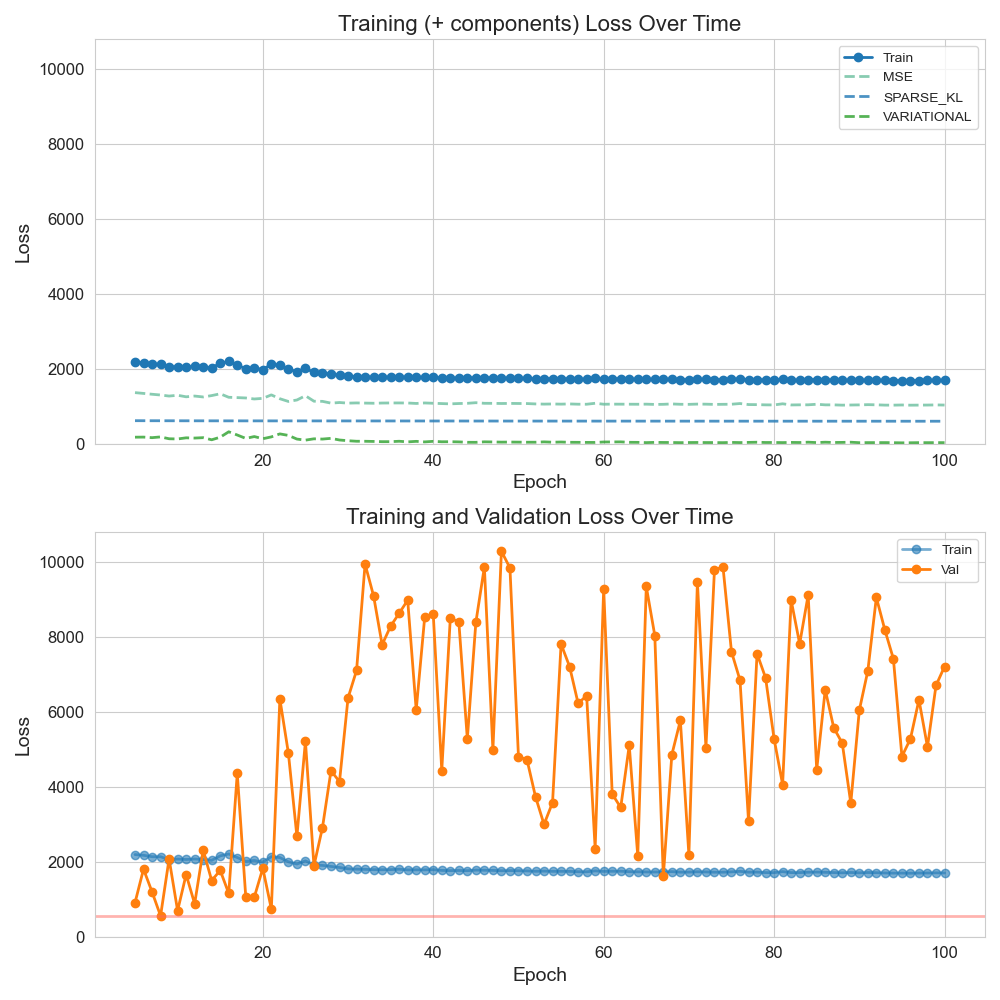 Training (+ components) Loss Over Time
10000
8000
6000
4000
2000
0
Loss
Train
MSE
SPARSE_KL
VARIATIONAL
20
40
60
80
100
Epoch
Training and Validation Loss Over Time
10000
8000
6000
4000
2000
0
Loss
Train
Val
20
40
60
80
100
Epoch